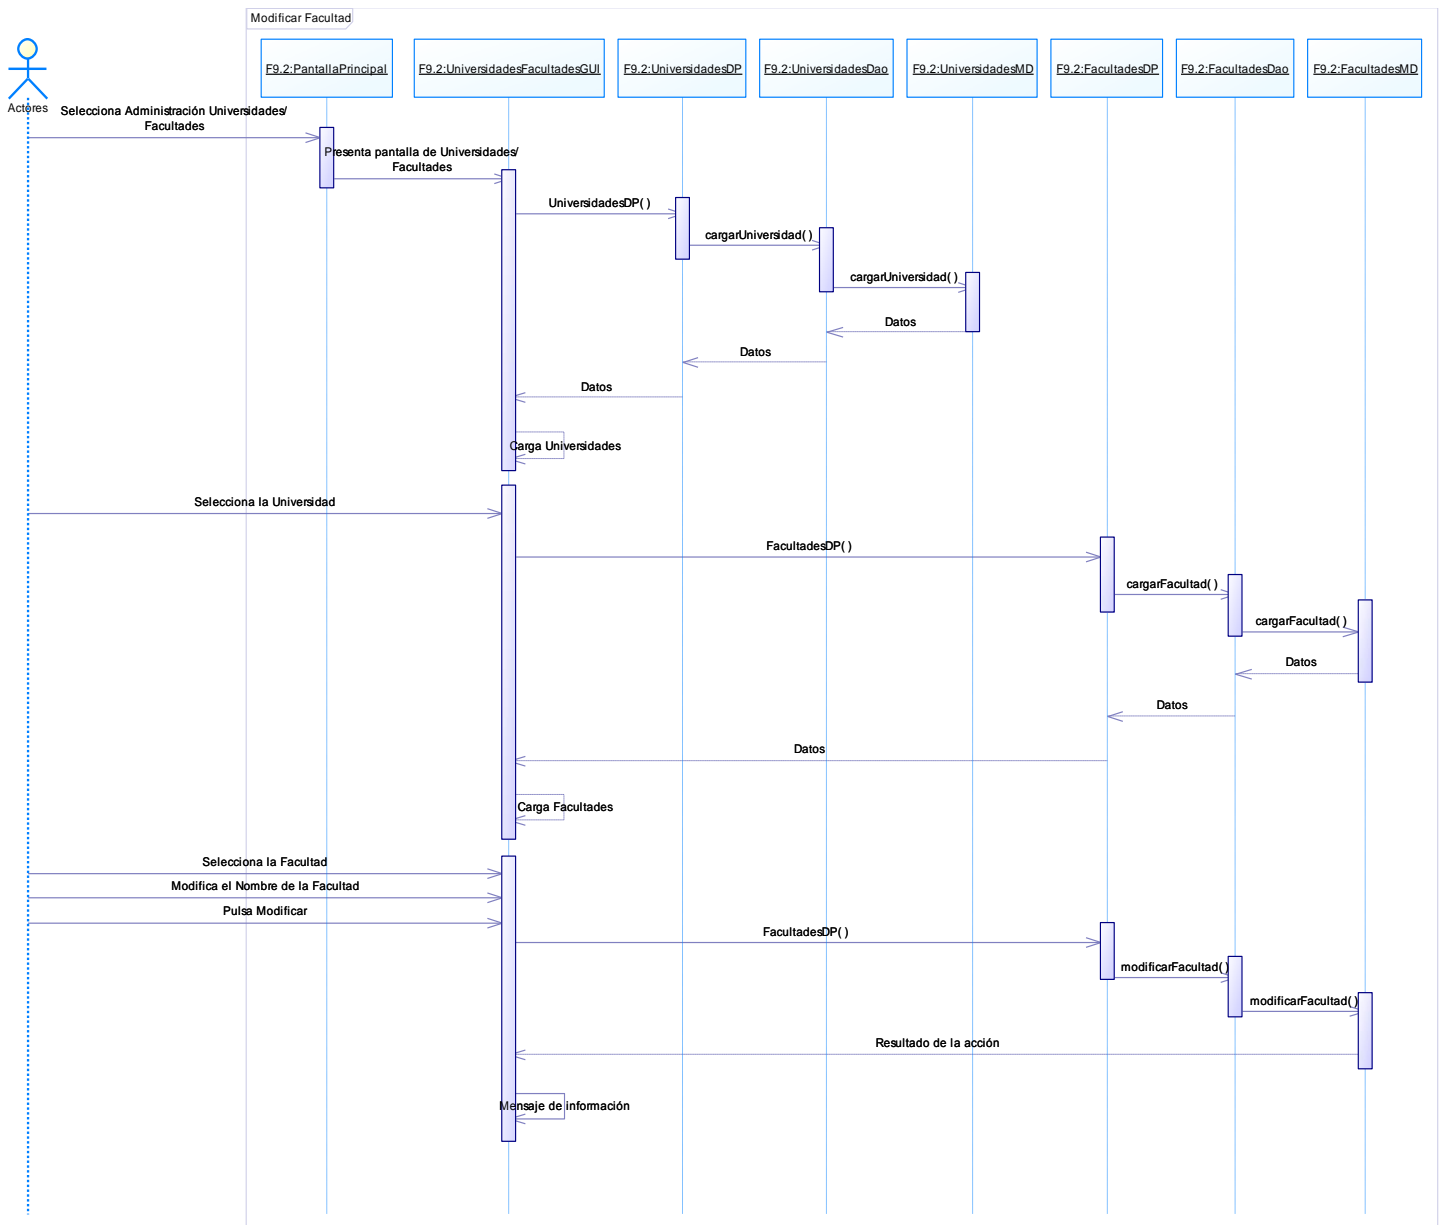 Modificar Facultad
Actores
F9.2:PantallaPrincipal
F9.2:UniversidadesFacultadesGUI
F9.2:UniversidadesDP
F9.2:UniversidadesDao
F9.2:UniversidadesMD
F9.2:FacultadesDP
F9.2:FacultadesDao
F9.2:FacultadesMD
Selecciona Administración Universidades/
Facultades
Presenta pantalla de Universidades/
Facultades
UniversidadesDP( )
cargarUniversidad( )
cargarUniversidad( )
Datos
Datos
Datos
Carga Universidades
Selecciona la Universidad
FacultadesDP( )
cargarFacultad( )
cargarFacultad( )
Datos
Datos
Datos
Carga Facultades
Selecciona la Facultad
Modifica el Nombre de la Facultad
Pulsa Modificar
FacultadesDP( )
modificarFacultad( )
modificarFacultad( )
Resultado de la acción
Mensaje de información